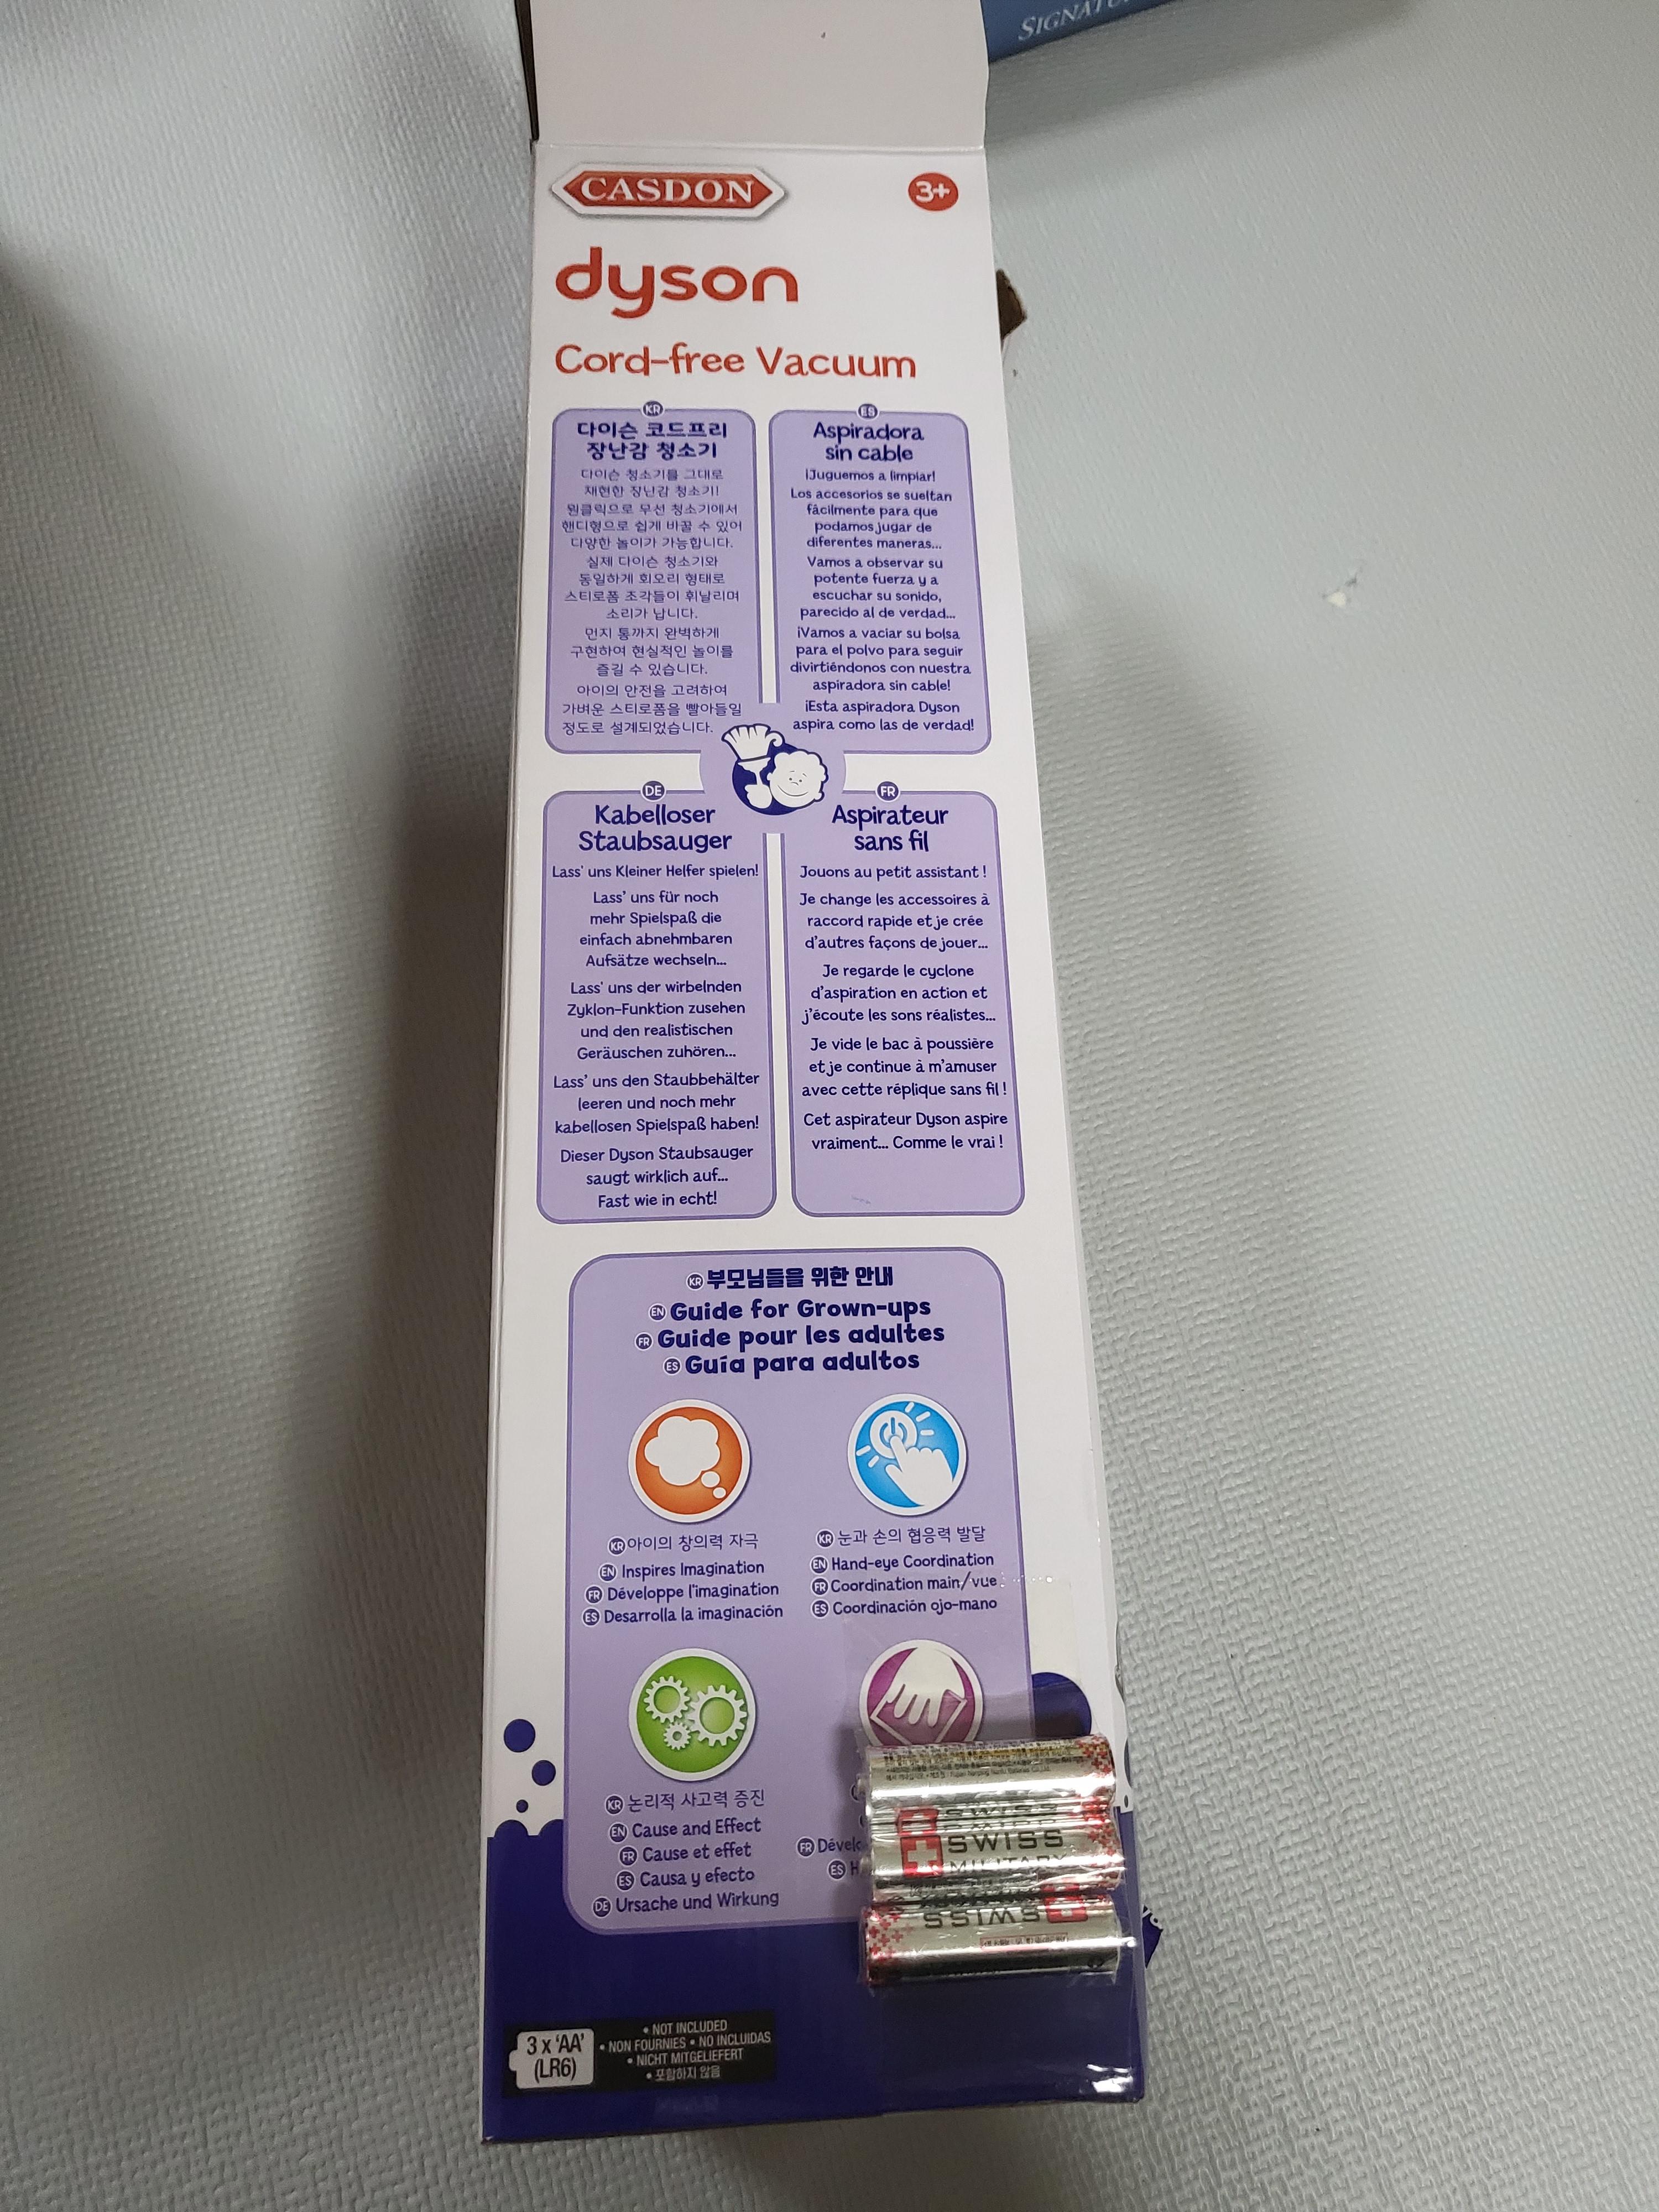 SIGNATU
CASDON
3+
dyson
Cord-free Vacuum
KR
다이슨 코드프리
장난감 청소기
다이슨 청소기를 그대로
재현한 장난감 청소기!
원클릭으로 무선 청소기에서
핸디형으로 쉽게 바꿀 수 있어
다양한 놀이가 가능합니다.
실제 다이슨 청소기와
동일하게 회오리 형태로
스티로폼 조각들이 휘날리며
소리가 납니다.
먼지 통까지 완벽하게
구현하여 현실적인 놀이를
즐길 수 있습니다.
아이의 안전을 고려하여
가벼운 스티로폼을 빨아들일
정도로 설계되었습니다.
ES
Aspiradora
sin cable
¡Juguemos a limpiar!
Los accesorios se sueltan
fácilmente para que
podamos jugar de
diferentes maneras...
Vamos a observar su
potente fuerza y a
escuchar su sonido,
parecido al de verdad...
¡Vamos a vaciar su bolsa
para el polvo para seguir
divirtiéndonos con nuestra
aspiradora sin cable!
¡Esta aspiradora Dyson
aspira como las de verdad!
DE
Kabelloser
Staubsauger
Lass' uns Kleiner Helfer spielen!
Lass' uns für noch
mehr Spielspaß die
einfach abnehmbaren
Aufsätze wechseln...
Lass' uns der wirbelnden
Zyklon-Funktion zusehen
und den realistischen
Geräuschen zuhören...
Lass' uns den Staubbehälter
leeren und noch mehr
kabellosen Spielspaß haben!
Dieser Dyson Staubsauger
saugt wirklich auf...
Fast wie in echt!
FR
Aspirateur
sans fil
Jouons au petit assistant !
Je change les accessoires à
raccord rapide et je crée
d'autres façons de jouer...
Je regarde le cyclone
d'aspiration en action et
j'écoute les sons réalistes...
Je vide le bac à poussière
et je continue à m'amuser
avec cette réplique sans fil !
Cet aspirateur Dyson aspire
vraiment... Comme le vrai !
KR 부모님들을 위한 안내
EN Guide for Grown-ups
FR Guide pour les adultes
ES Guía para adultos
KR 아이의 창의력 자극
EN Inspires Imagination
FR Développe l'imagination
ES Desarrolla la imaginación
KR 눈과 손의 협응력 발달
EN Hand-eye Coordination
FR Coordination main/vue
ES Coordinación ojo-mano
KR 논리적 사고력 증진
EN Cause and Effect
FR Cause et effet
ES Causa y efecto
DE Ursache und Wirkung
FR Dévelo
ES H
SWISS
SWISS
MILITARY
SWISS
3 x 'AA'
(LR6)
• NOT INCLUDED
• NON FOURNIES • NO INCLUIDAS
• NICHT MITGELIEFERT
• 포함하지 않음